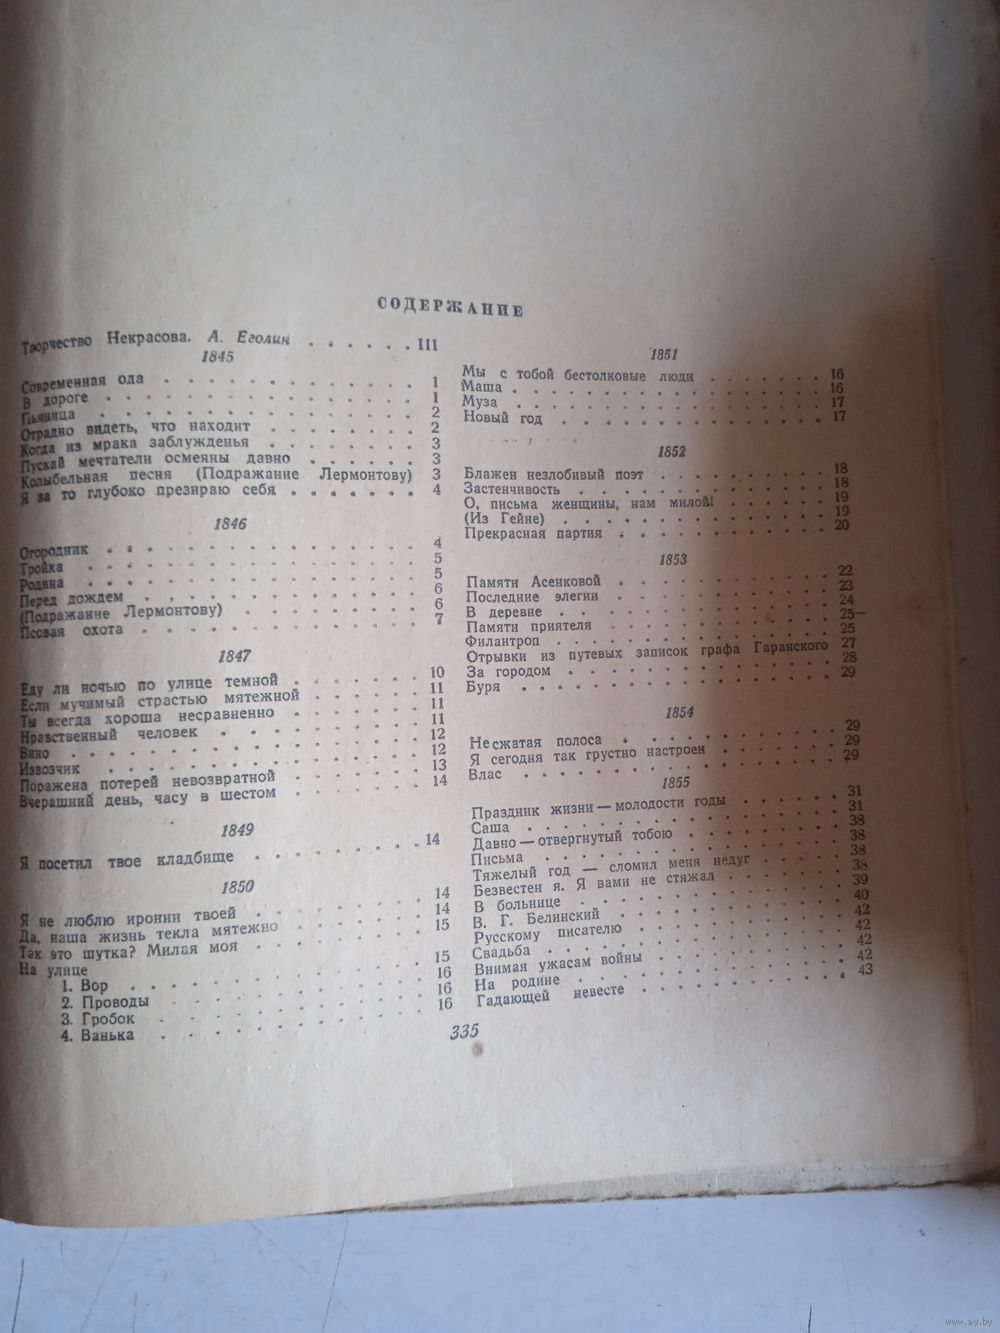 СОДЕРЖАНИЕ
Творчество Некрасова. А. Еголин . . . . . . III
1845
Современная ода . . . . . . . . . . . . 1
В дороге . . . . . . . . . . . . 1
Пьяница . . . . . . . . . . . . 2
Отрадно видеть, что находит . . . . . . . 2
Когда из мрака заблужденья . . . . . . . 3
Пускай мечтатели осмеяны давно . . . . . . 3
Колыбельная песня (Подражание Лермонтову) 3
Я за то глубоко презираю себя . . . . . . . 4
1846
Огородник . . . . . . . . . . . . 4
Тройка . . . . . . . . . . . . 5
Родина . . . . . . . . . . . . 5
Перед дождем . . . . . . . . . . . . 6
(Подражание Лермонтову) . . . . . . . . . 6
Псовая охота . . . . . . . . . . . . 7
1847
Еду ли ночью по улице темной . . . . . . . 10
Если мучимый страстью мятежной . . . . . . 11
Ты всегда хороша несравненно . . . . . . . 11
Нравственный человек . . . . . . . . . 11
Вино . . . . . . . . . . . . 12
Извозчик . . . . . . . . . . . . 12
Поражена потерей невозвратной . . . . . . 13
Вчерашний день, часу в шестом . . . . . . 14
1849
Я посетил твое кладбище . . . . . . . . . 14
1850
Я не люблю иронии твоей . . . . . . . . 14
Да, наша жизнь текла мятежно . . . . . . . 14
Так это шутка? Милая моя . . . . . . . . 15
На улице
1. Вор . . . . . . . . . . . . 15
2. Проводы . . . . . . . . . . . . 16
3. Гробок . . . . . . . . . . . . 16
4. Ванька . . . . . . . . . . . . 16
1851
Мы с тобой бестолковые люди . . . . . . . 16
Маша . . . . . . . . . . . . 16
Муза . . . . . . . . . . . . 17
Новый год . . . . . . . . . . . . 17
1852
Блажен незлобивый поэт . . . . . . . . . 18
Застенчивость . . . . . . . . . . . . 18
О, письма женщины, нам милой! . . . . . . 19
(Из Гейне) . . . . . . . . . . . . 19
Прекрасная партия . . . . . . . . . . 20
1853
Памяти Асенковой . . . . . . . . . . 22
Последние элегии . . . . . . . . . . 23
В деревне . . . . . . . . . . . . 24
Памяти приятеля . . . . . . . . . . 25
Филантроп . . . . . . . . . . . . 25
Отрывки из путевых записок графа Гаранского 27
За городом . . . . . . . . . . . . 28
Буря . . . . . . . . . . . . 29
1854
Несжатая полоса . . . . . . . . . . 29
Я сегодня так грустно настроен . . . . . . 29
Влас . . . . . . . . . . . . 29
1855
Праздник жизни — молодости годы . . . . . . 31
Саша . . . . . . . . . . . . 31
Давно — отвергнутый тобою . . . . . . . . 38
Письма . . . . . . . . . . . . 38
Тяжелый год — сломил меня недуг . . . . . 38
Безвестен я. Я вами не стяжал . . . . . . . 38
В больнице . . . . . . . . . . . . 39
В. Г. Белинский . . . . . . . . . . 40
Русскому писателю . . . . . . . . . . 42
Свадьба . . . . . . . . . . . . 42
Внимая ужасам войны . . . . . . . . . 42
На родине . . . . . . . . . . . . 42
Гадающей невесте . . . . . . . . . . 43
335
www.ay.by